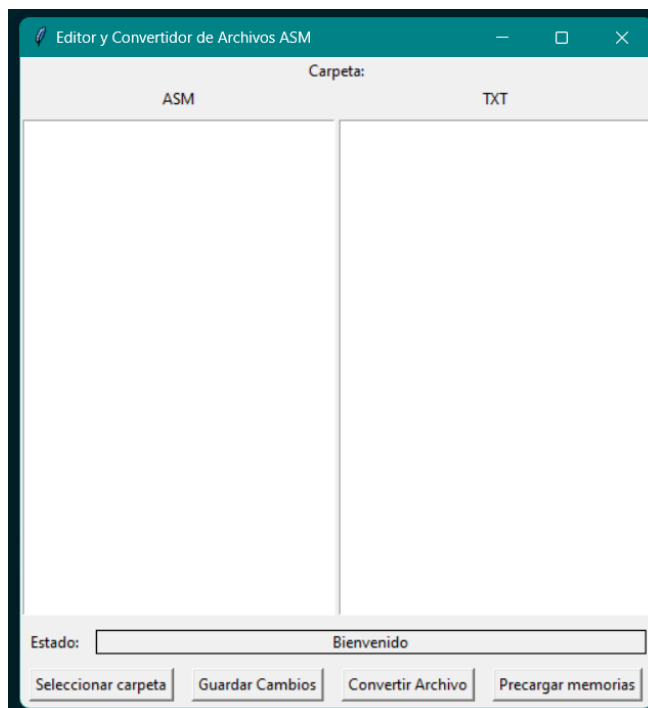 Editor y Convertidor de Archivos ASM
Carpeta:
ASM TXT
Estado: Bienvenido
Seleccionar carpeta Guardar Cambios Convertir Archivo Precargar memorias